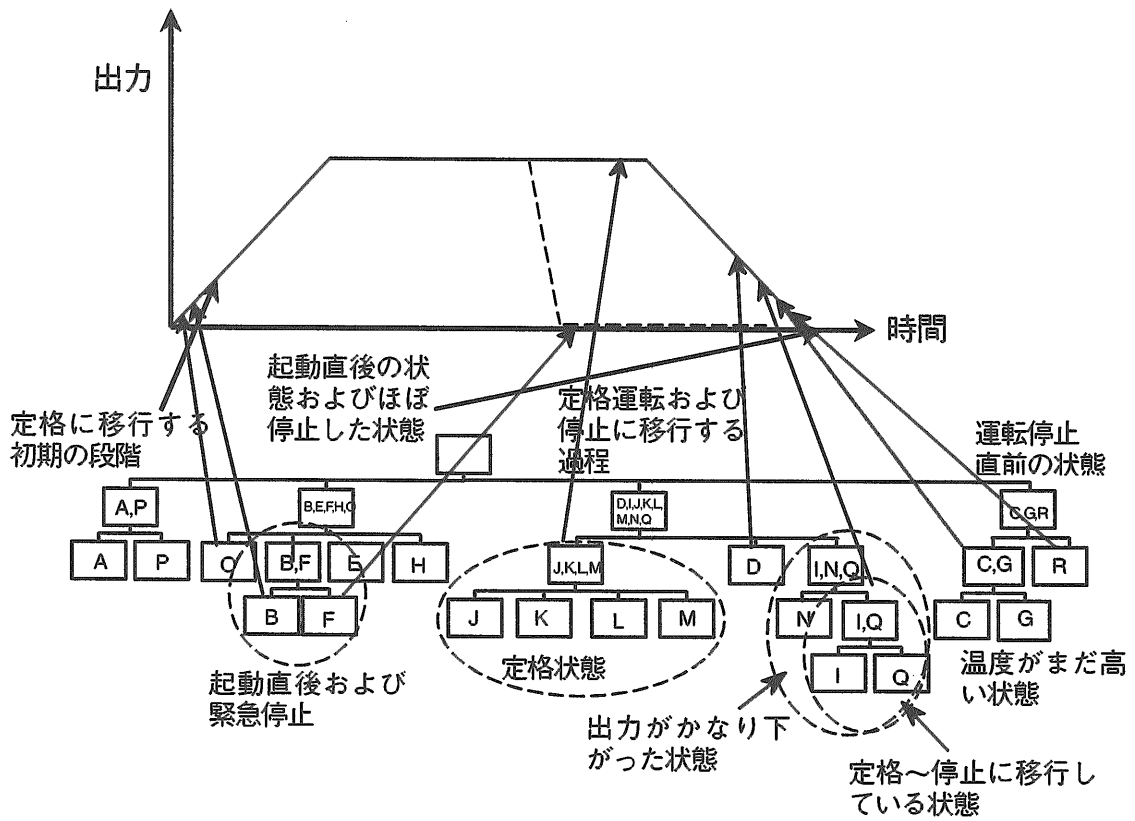 出力
時間
起動直後の状
態およびほぼ
停止した状態
定格運転および
停止に移行する
過程
定格に移行する
初期の段階
運転停止
直前の状態
A,P
B,E,F,H,O
D,I,J,K,L,
M,N,Q
C,G,R
A
P
O
B,F
E
H
J,K,L,M
D
I,N,Q
C,G
R
B
F
J
K
L
M
N
I,Q
C
G
I
Q
起動直後および
緊急停止
定格状態
出力がかなり下
がった状態
温度がまだ高
い状態
定格～停止に移行し
ている状態